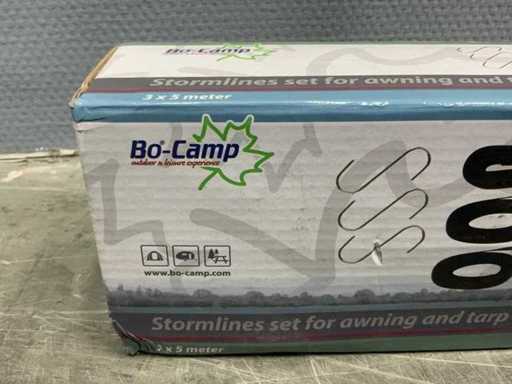 Bo-Camp
Stormlines set for awning and tarp
3 x 5 meter
Bo-Camp
outdoor & leisure experience
www.bo-camp.com
Stormlines set for awning and tarp
3 x 5 meter